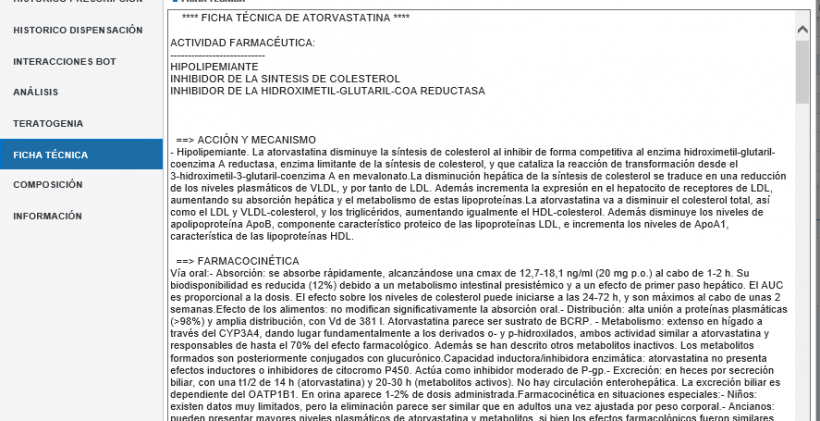 HISTORICO PRESCRIPCIÓN
FICHA TÉCNICA
HISTORICO DISPENSACIÓN
INTERACCIONES BOT
ANÁLISIS
TERATOGENIA
FICHA TÉCNICA
COMPOSICIÓN
INFORMACIÓN
**** FICHA TÉCNICA DE ATORVASTATINA ****
ACTIVIDAD FARMACÉUTICA:
---------------------------
HIPOLIPEMIANTE
INHIBIDOR DE LA SINTESIS DE COLESTEROL
INHIBIDOR DE LA HIDROXIMETIL-GLUTARIL-COA REDUCTASA
==> ACCIÓN Y MECANISMO
- Hipolipemiante. La atorvastatina disminuye la síntesis de colesterol al inhibir de forma competitiva al enzima hidroximetil-glutaril-
coenzima A reductasa, enzima limitante de la síntesis de colesterol, y que cataliza la reacción de transformación desde el
3-hidroximetil-3-glutaril-coenzima A en mevalonato.La disminución hepática de la síntesis de colesterol se traduce en una reducción
de los niveles plasmáticos de VLDL, y por tanto de LDL. Además incrementa la expresión en el hepatocito de receptores de LDL,
aumentando su absorción hepática y el metabolismo de estas lipoproteínas.La atorvastatina va a disminuir el colesterol total, así
como el LDL y VLDL-colesterol, y los triglicéridos, aumentando igualmente el HDL-colesterol. Además disminuye los niveles de
apolipoproteína ApoB, componente característico proteico de las lipoproteínas LDL, e incrementa los niveles de ApoA1,
característica de las lipoproteínas HDL.
==> FARMACOCINÉTICA
Vía oral:- Absorción: se absorbe rápidamente, alcanzándose una cmax de 12,7-18,1 ng/ml (20 mg p.o.) al cabo de 1-2 h. Su
biodisponibilidad es reducida (12%) debido a un metabolismo intestinal presistémico y a un efecto de primer paso hepático. El AUC
es proporcional a la dosis. El efecto sobre los niveles de colesterol puede iniciarse a las 24-72 h, y son máximos al cabo de unas 2
semanas.Efecto de los alimentos: no modifican significativamente la absorción oral.- Distribución: alta unión a proteínas plasmáticas
(>98%) y amplia distribución, con Vd de 381 l. Atorvastatina parece ser sustrato de BCRP. - Metabolismo: extenso en hígado a
través del CYP3A4, dando lugar fundamentalmente a los derivados o- y p-hidroxilados, ambos actividad similar a atorvastatina y
responsables de hasta el 70% del efecto farmacológico. Además se han descrito otros metabolitos inactivos. Los metabolitos
formados son posteriormente conjugados con glucurónico.Capacidad inductora/inhibidora enzimática: atorvastatina no presenta
efectos inductores o inhibidores de citocromo P450. Actúa como inhibidor moderado de P-gp.- Excreción: en heces por secreción
biliar, con una t1/2 de 14 h (atorvastatina) y 20-30 h (metabolitos activos). No hay circulación enterohepática. La excreción biliar es
dependiente del OATP1B1. En orina aparece 1-2% de dosis administrada.Farmacocinética en situaciones especiales:- Niños:
existen datos muy limitados, pero la eliminación parece ser similar que en adultos una vez ajustada por peso corporal.- Ancianos:
pueden presentar mayores niveles plasmáticos de atorvastatina y metabolitos, si bien los efectos farmacológicos fueron similares